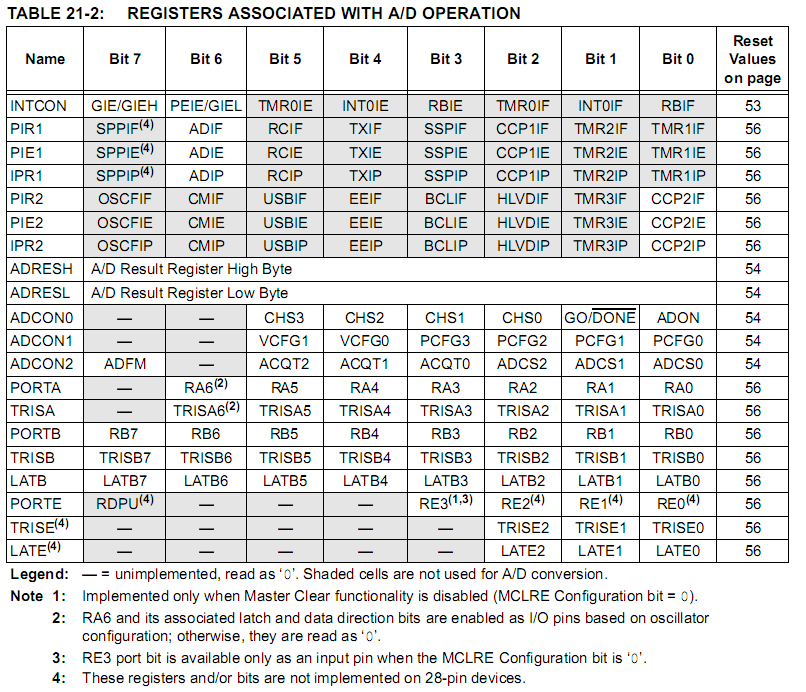 TABLE 21-2: REGISTERS ASSOCIATED WITH A/D OPERATION
Name Bit 7 Bit 6 Bit 5 Bit 4 Bit 3 Bit 2 Bit 1 Bit 0 Reset Values on page
INTCON GIE/GIEH PEIE/GIEL TMR0IE INT0IE RBIE TMR0IF INT0IF RBIF 53
PIR1 SPPIF(4) ADIF RCIF TXIF SSPIF CCP1IF TMR2IF TMR1IF 56
PIE1 SPPIE(4) ADIE RCIE TXIE SSPIE CCP1IE TMR2IE TMR1IE 56
IPR1 SPPIP(4) ADIP RCIP TXIP SSPIP CCP1IP TMR2IP TMR1IP 56
PIR2 OSCFIF CMIF USBIF EEIF BCLIF HLVDIF TMR3IF CCP2IF 56
PIE2 OSCFIE CMIE USBIE EEIE BCLIE HLVDIE TMR3IE CCP2IE 56
IPR2 OSCFIP CMIP USBIP EEIP BCLIP HLVDIP TMR3IP CCP2IP 56
ADRESH A/D Result Register High Byte 54
ADRESL A/D Result Register Low Byte 54
ADCON0 — — CHS3 CHS2 CHS1 CHS0 GO/DONE ADON 54
ADCON1 — — VCFG1 VCFG0 PCFG3 PCFG2 PCFG1 PCFG0 54
ADCON2 ADFM — ACQT2 ACQT1 ACQT0 ADCS2 ADCS1 ADCS0 54
PORTA — RA6(2) RA5 RA4 RA3 RA2 RA1 RA0 56
TRISA — TRISA6(2) TRISA5 TRISA4 TRISA3 TRISA2 TRISA1 TRISA0 56
PORTB RB7 RB6 RB5 RB4 RB3 RB2 RB1 RB0 56
TRISB TRISB7 TRISB6 TRISB5 TRISB4 TRISB3 TRISB2 TRISB1 TRISB0 56
LATB LATB7 LATB6 LATB5 LATB4 LATB3 LATB2 LATB1 LATB0 56
PORTE RDPU(4) — — — RE3(1,3) RE2(4) RE1(4) RE0(4) 56
TRISE(4) — — — — — TRISE2 TRISE1 TRISE0 56
LATE(4) — — — — — LATE2 LATE1 LATE0 56
Legend: — = unimplemented, read as ‘0’. Shaded cells are not used for A/D conversion.
Note 1: Implemented only when Master Clear functionality is disabled (MCLRE Configuration bit = 0).
2: RA6 and its associated latch and data direction bits are enabled as I/O pins based on oscillator
configuration; otherwise, they are read as ‘0’.
3: RE3 port bit is available only as an input pin when the MCLRE Configuration bit is ‘0’.
4: These registers and/or bits are not implemented on 28-pin devices.